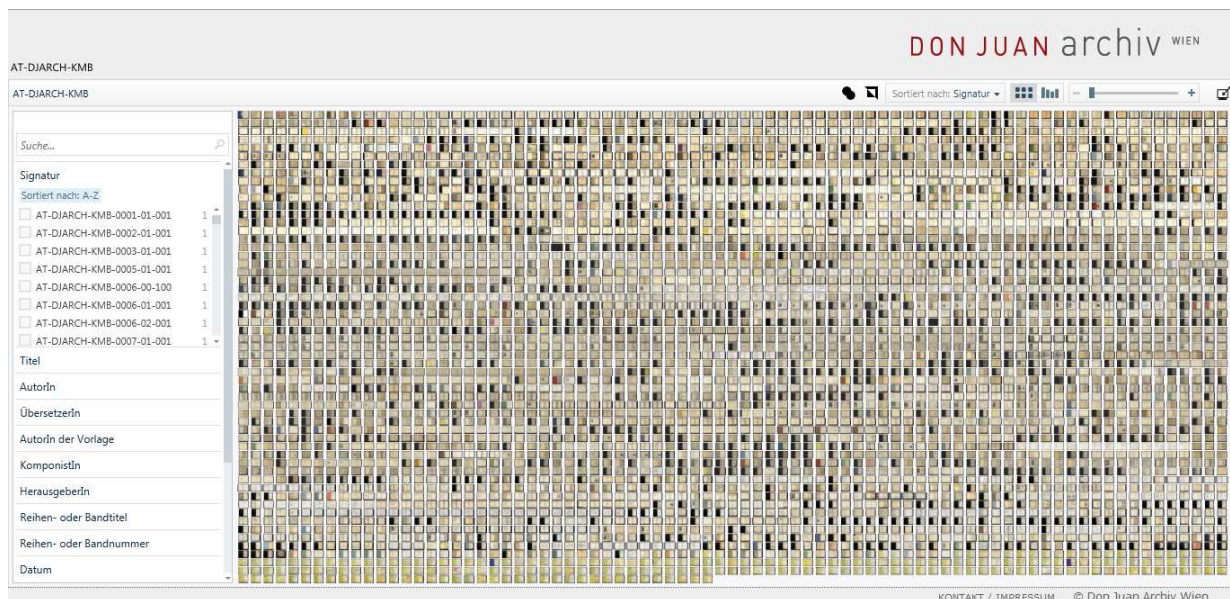 DON JUAN archiv WIEN
AT-DJARCH-KMB
AT-DJARCH-KMB
Sortiert nach: Signatur
Suche...
Signatur
Sortiert nach: A-Z
AT-DJARCH-KMB-0001-01-001 1
AT-DJARCH-KMB-0002-01-001 1
AT-DJARCH-KMB-0003-01-001 1
AT-DJARCH-KMB-0005-01-001 1
AT-DJARCH-KMB-0006-00-100 1
AT-DJARCH-KMB-0006-01-001 1
AT-DJARCH-KMB-0006-02-001 1
AT-DJARCH-KMB-0007-01-001 1
Titel
AutorIn
ÜbersetzerIn
AutorIn der Vorlage
KomponistIn
HerausgeberIn
Reihen- oder Bandtitel
Reihen- oder Bandnummer
Datum
KONTAKT / IMPRESSUM © Don Juan Archiv Wien